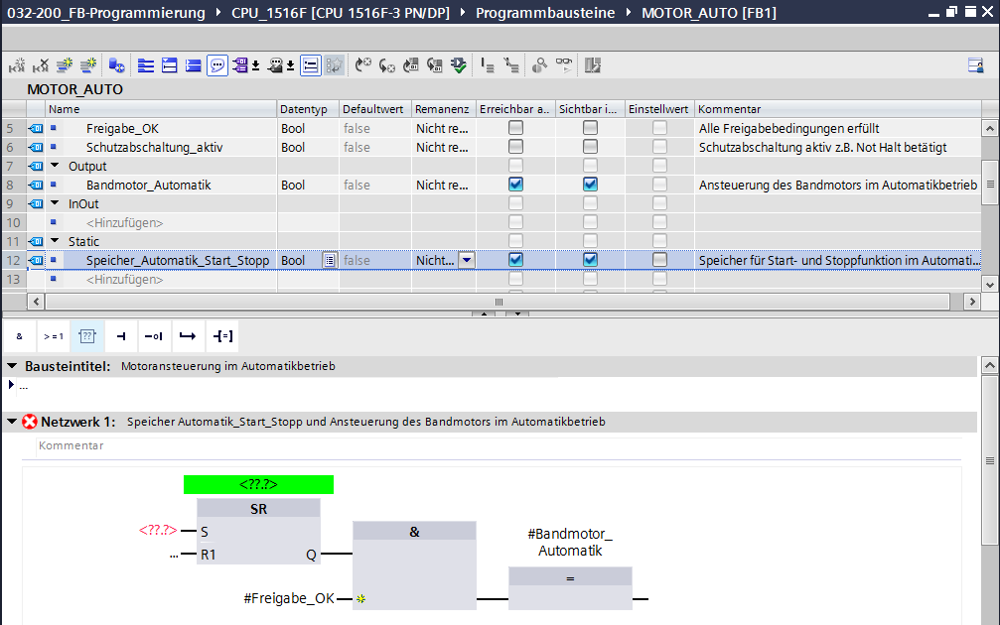 032-200_FB-Programmierung CPU_1516F [CPU 1516F-3 PN/DP] Programmbausteine MOTOR_AUTO [FB1]
MOTOR_AUTO
Name Datentyp Defaultwert Remanenz Erreichbar a... Sichtbar i... Einstellwert Kommentar
5 Freigabe_OK Bool false Nicht re... Alle Freigabebedingungen erfüllt
6 Schutzabschaltung_aktiv Bool false Nicht re... Schutzabschaltung aktiv z.B. Not Halt betätigt
7 Output
8 Bandmotor_Automatik Bool false Nicht re... Ansteuerung des Bandmotors im Automatikbetrieb
9 InOut
10 <Hinzufügen>
11 Static
12 Speicher_Automatik_Start_Stopp Bool false Nicht... Speicher für Start- und Stoppfunktion im Automati...
13 <Hinzufügen>
& >=1 ?? -| -o| [=]
Bausteintitel: Motoransteuerung im Automatikbetrieb
...
Netzwerk 1: Speicher Automatik_Start_Stopp und Ansteuerung des Bandmotors im Automatikbetrieb
Kommentar
<??.?>
SR
<??.?> S
... R1 Q
&
#Freigabe_OK
#Bandmotor_
Automatik
=